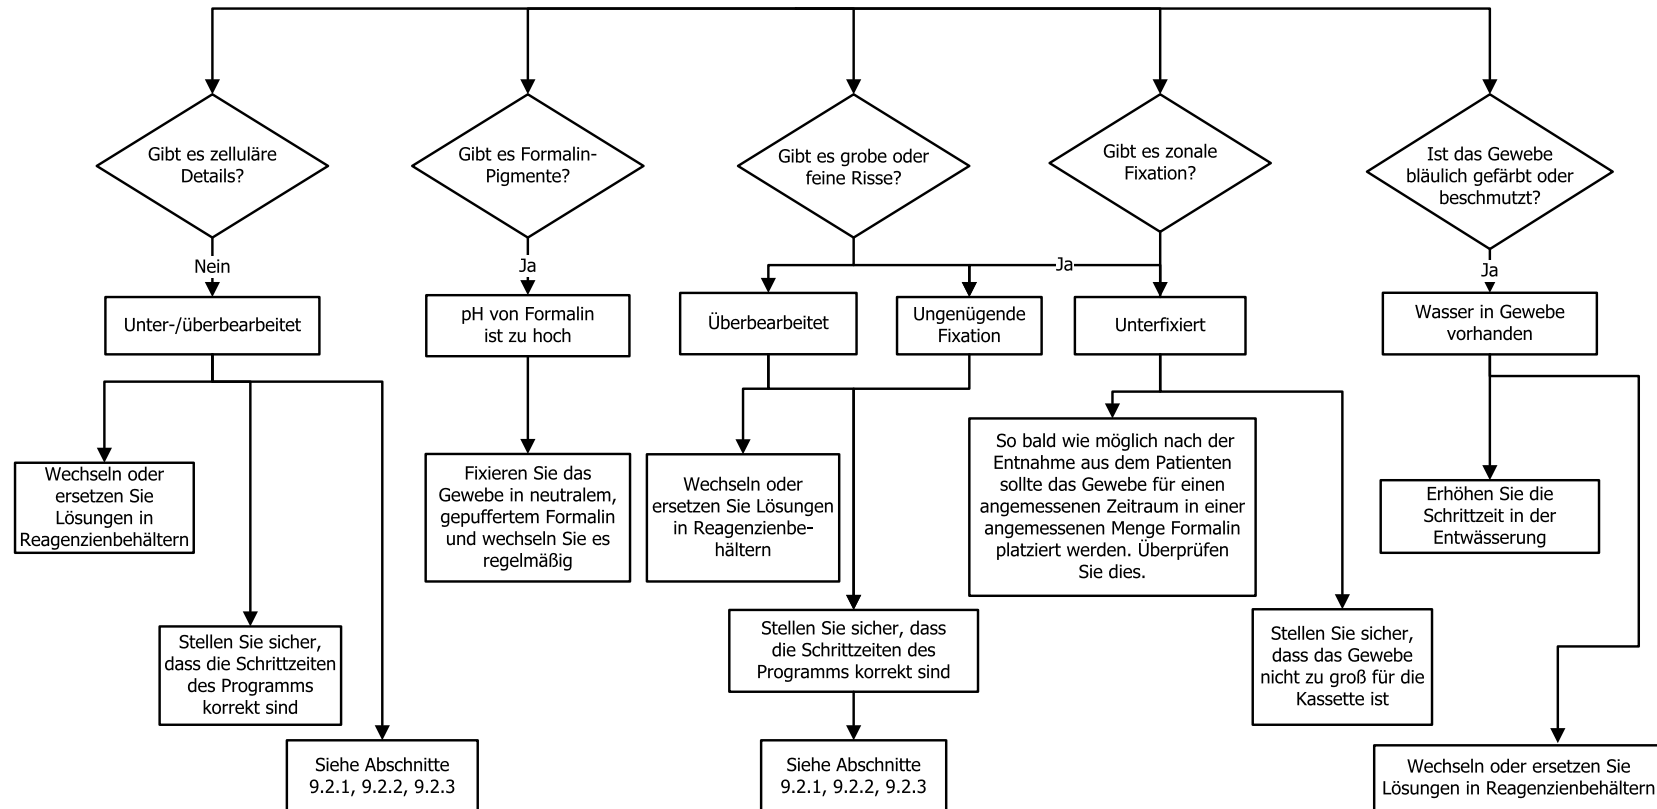 Gibt es zelluläre
Details?
Gibt es Formalin-
Pigmente?
Gibt es grobe oder
feine Risse?
Gibt es zonale
Fixation?
Ist das Gewebe
bläulich gefärbt oder
beschmutzt?
Nein
Ja
Ja
Ja
Unter-/überbearbeitet
pH von Formalin
ist zu hoch
Überbearbeitet
Ungenügende
Fixation
Unterfixiert
Wasser in Gewebe
vorhanden
Wechseln oder
ersetzen Sie
Lösungen in
Reagenzienbehältern
Fixieren Sie das
Gewebe in neutralem,
gepuffertem Formalin
und wechseln Sie es
regelmäßig
Wechseln oder
ersetzen Sie Lösungen
in Reagenzienbe-
hältern
So bald wie möglich nach der
Entnahme aus dem Patienten
sollte das Gewebe für einen
angemessenen Zeitraum in einer
angemessenen Menge Formalin
platziert werden. Überprüfen
Sie dies.
Erhöhen Sie die
Schrittzeit in der
Entwässerung
Stellen Sie sicher,
dass die Schrittzeiten
des Programms
korrekt sind
Stellen Sie sicher, dass
die Schrittzeiten des
Programms korrekt sind
Stellen Sie sicher,
dass das Gewebe
nicht zu groß für die
Kassette ist
Siehe Abschnitte
9.2.1, 9.2.2, 9.2.3
Siehe Abschnitte
9.2.1, 9.2.2, 9.2.3
Wechseln oder ersetzen Sie
Lösungen in Reagenzienbehältern